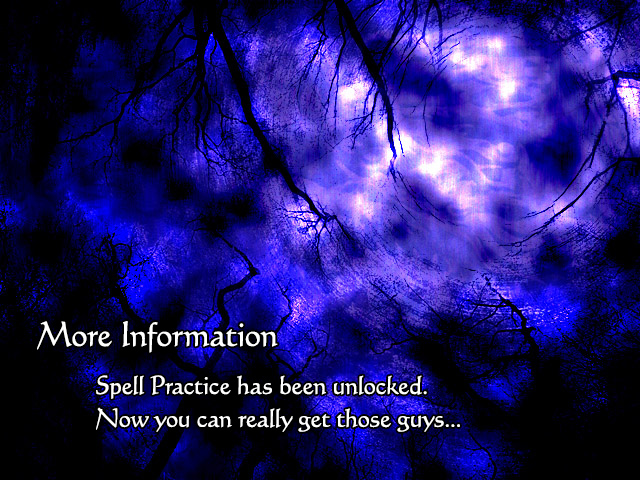 More Information
Spell Practice has been unlocked.
Now you can really get those guys...